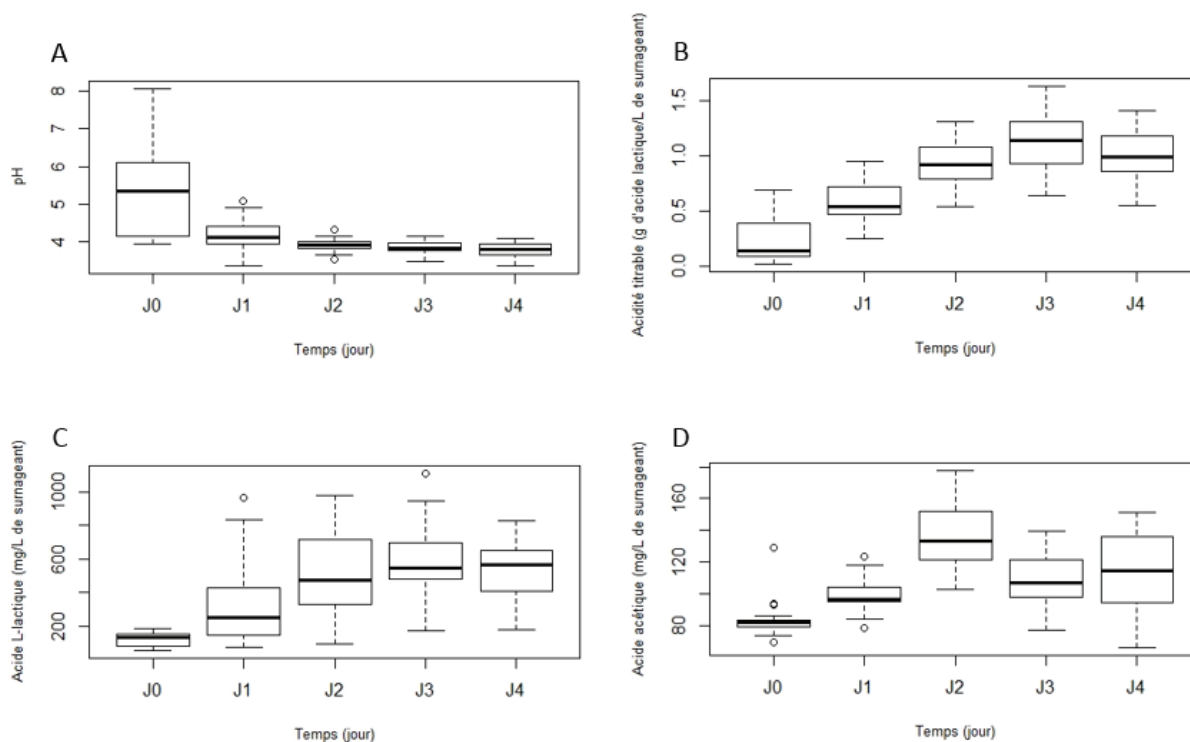 A
pH
8
7
6
5
4
J0 J1 J2 J3 J4
Temps (jour)
B
Acidité titrable (g d'acide lactique/L de surnageant)
1.5
1.0
0.5
0.0
J0 J1 J2 J3 J4
Temps (jour)
C
Acide L-lactique (mg/L de surnageant)
1000
600
200
J0 J1 J2 J3 J4
Temps (jour)
D
Acide acétique (mg/L de surnageant)
160
120
80
J0 J1 J2 J3 J4
Temps (jour)